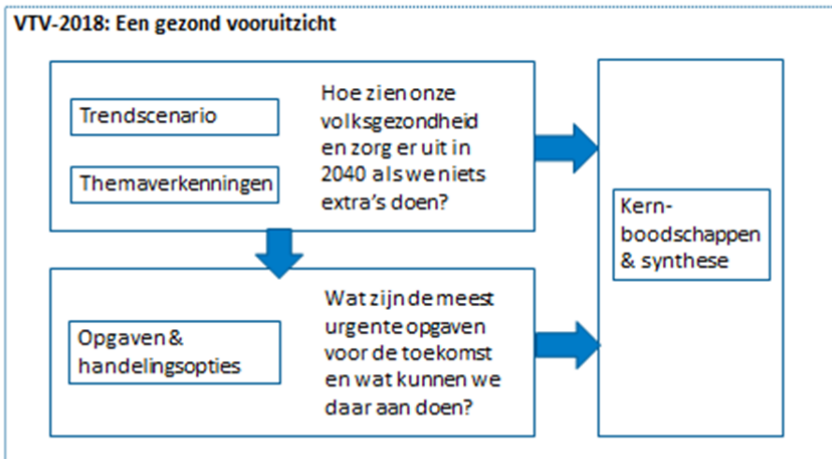 VTV-2018: Een gezond vooruitzicht
Trendscenario
Themaverkenningen
Hoe zien onze
volksgezondheid
en zorg er uit in
2040 als we niets
extra's doen?
Opgaven &
handelingsopties
Wat zijn de meest
urgente opgaven
voor de toekomst
en wat kunnen we
daar aan doen?
Kern-
boodschappen
& synthese